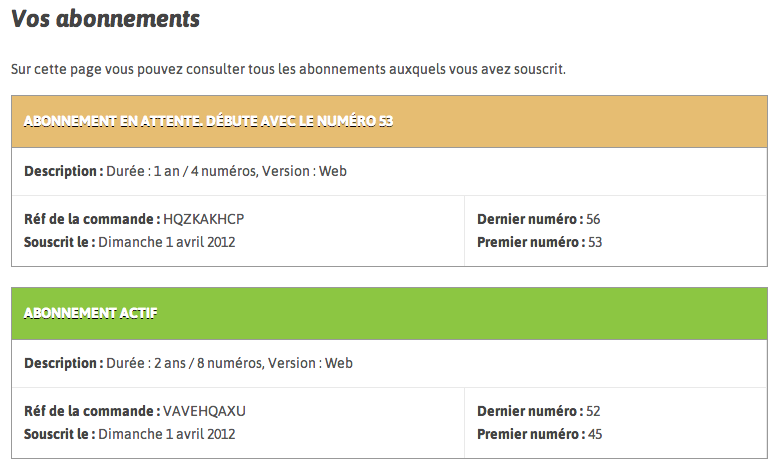 Vos abonnements
Sur cette page vous pouvez consulter tous les abonnements auxquels vous avez souscrit.
ABONNEMENT EN ATTENTE. DÉBUTE AVEC LE NUMÉRO 53
Description : Durée : 1 an / 4 numéros, Version : Web
Réf de la commande : HQZKAKHCP
Souscrit le : Dimanche 1 avril 2012
Dernier numéro : 56
Premier numéro : 53
ABONNEMENT ACTIF
Description : Durée : 2 ans / 8 numéros, Version : Web
Réf de la commande : VAVEHQAXU
Souscrit le : Dimanche 1 avril 2012
Dernier numéro : 52
Premier numéro : 45